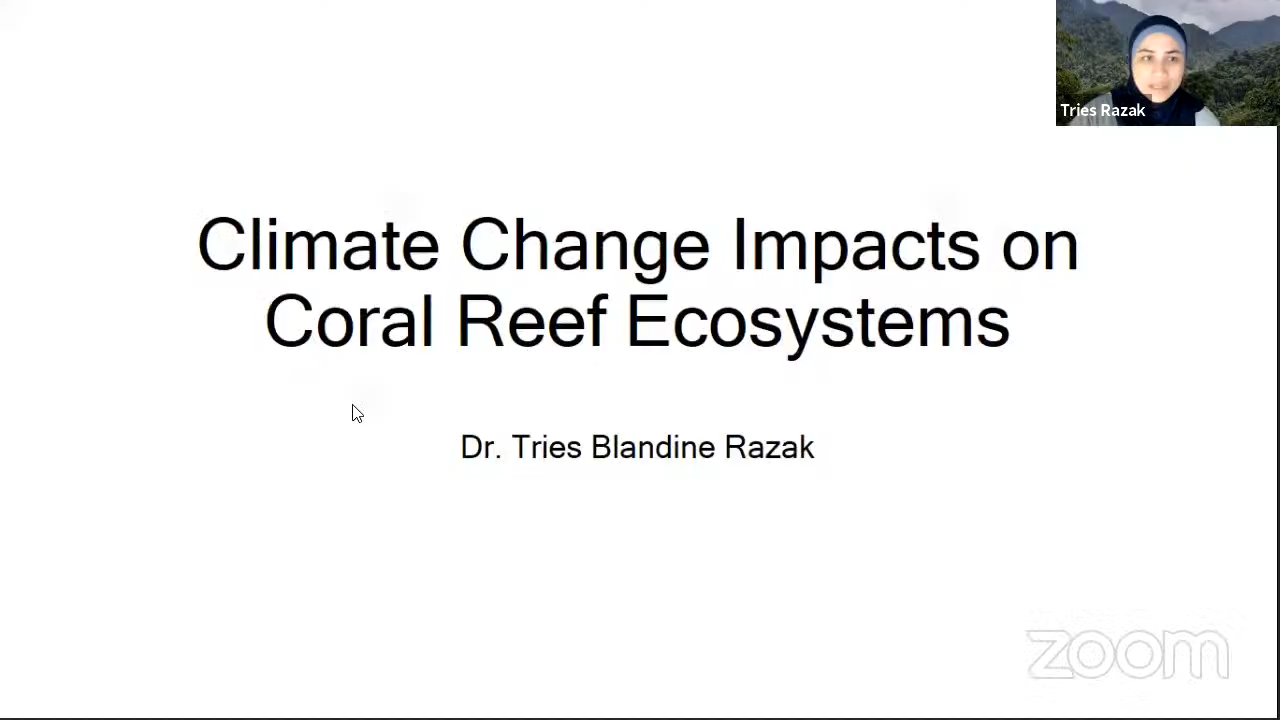 Tries Razak
Climate Change Impacts on
Coral Reef Ecosystems
Dr. Tries Blandine Razak
zoom